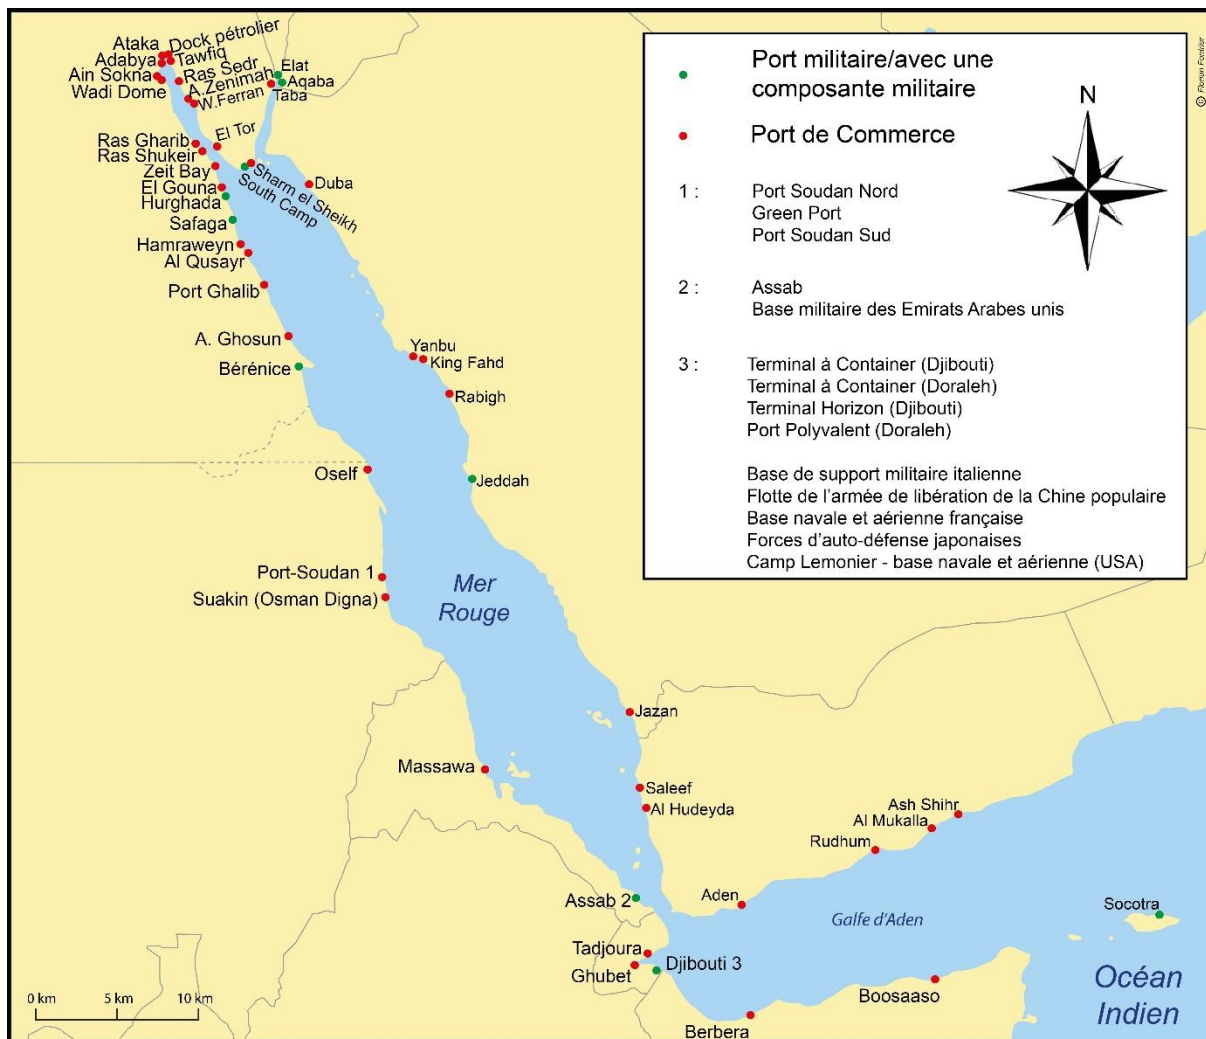 Ataka
Dock pétrolier
Adabya
Tawfiq
Ain Sokna
Ras Sedr
Wadi Dome
A.Zenimah
W.Ferran
Elat
Aqaba
Taba
Ras Gharib
El Tor
Ras Shukeir
Zeit Bay
El Gouna
Hurghada
Sharm el Sheikh
South Camp
Duba
Safaga
Hamraweyn
Al Qusayr
Port Ghalib
A. Ghosun
Bérénice
Yanbu
King Fahd
Rabigh
Oself
Jeddah
Port-Soudan 1
Suakin (Osman Digna)
Mer
Rouge
Jazan
Massawa
Saleef
Al Hudeyda
Ash Shihr
Al Mukalla
Rudhum
Assab 2
Aden
Galfe d'Aden
Socotra
Tadjoura
Ghubet
Djibouti 3
Boosaaso
Berbera
Océan
Indien
0 km
5 km
10 km
Port militaire/avec une
composante militaire
Port de Commerce
N
1 :
Port Soudan Nord
Green Port
Port Soudan Sud
2 :
Assab
Base militaire des Emirats Arabes unis
3 :
Terminal à Container (Djibouti)
Terminal à Container (Doraleh)
Terminal Horizon (Djibouti)
Port Polyvalent (Doraleh)
Base de support militaire italienne
Flotte de l'armée de libération de la Chine populaire
Base navale et aérienne française
Forces d'auto-défense japonaises
Camp Lemonier - base navale et aérienne (USA)
© Florian